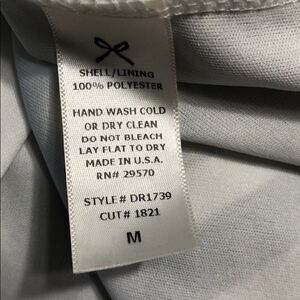 SHELL/LINING
100% POLYESTER
HAND WASH COLD
OR DRY CLEAN
DO NOT BLEACH
LAY FLAT TO DRY
MADE IN U.S.A.
RN# 29570
STYLE # DR1739
CUT# 1821
M